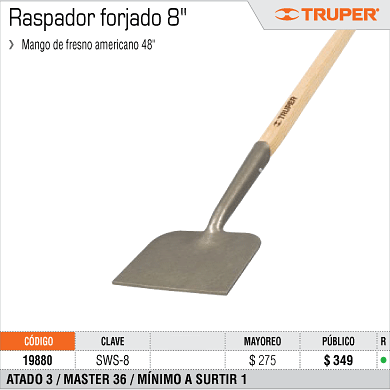 Raspador forjado 8"
TRUPER®
› Mango de fresno americano 48"
TRUPER
CÓDIGO CLAVE MAYOREO PÚBLICO R
19880 SWS-8 $ 275 $ 349
ATADO 3 / MASTER 36 / MÍNIMO A SURTIR 1